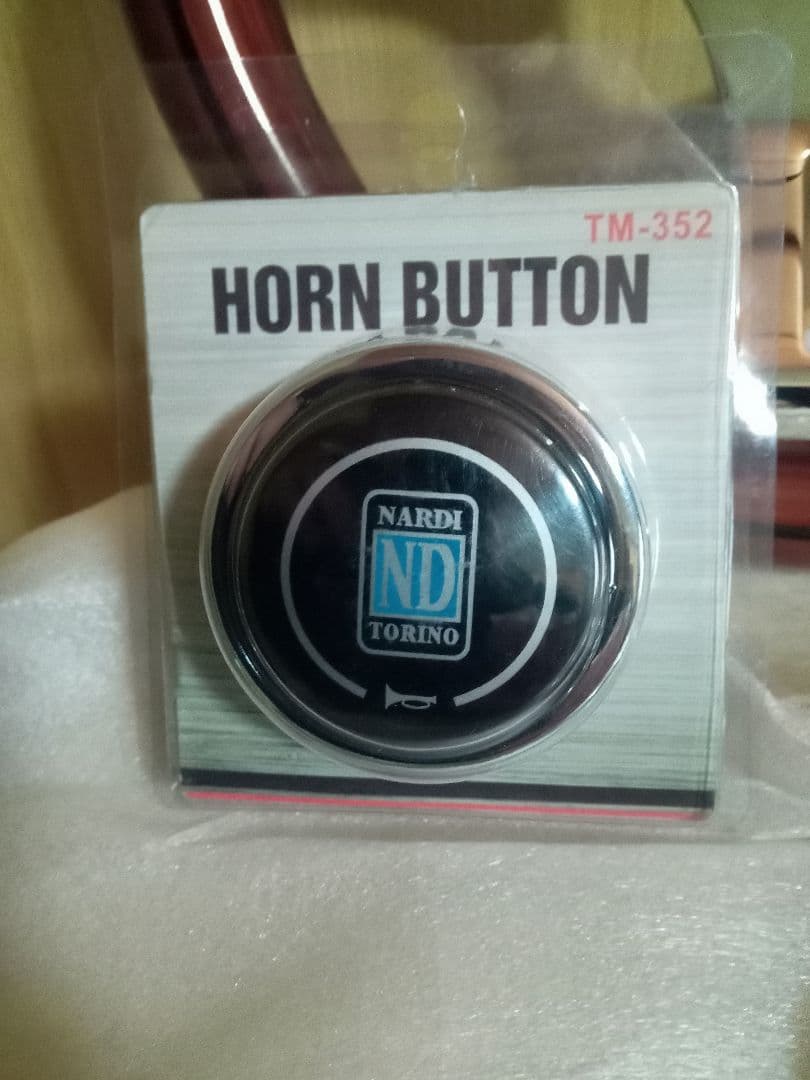 TM-352
HORN BUTTON
NARDI
ND
TORINO